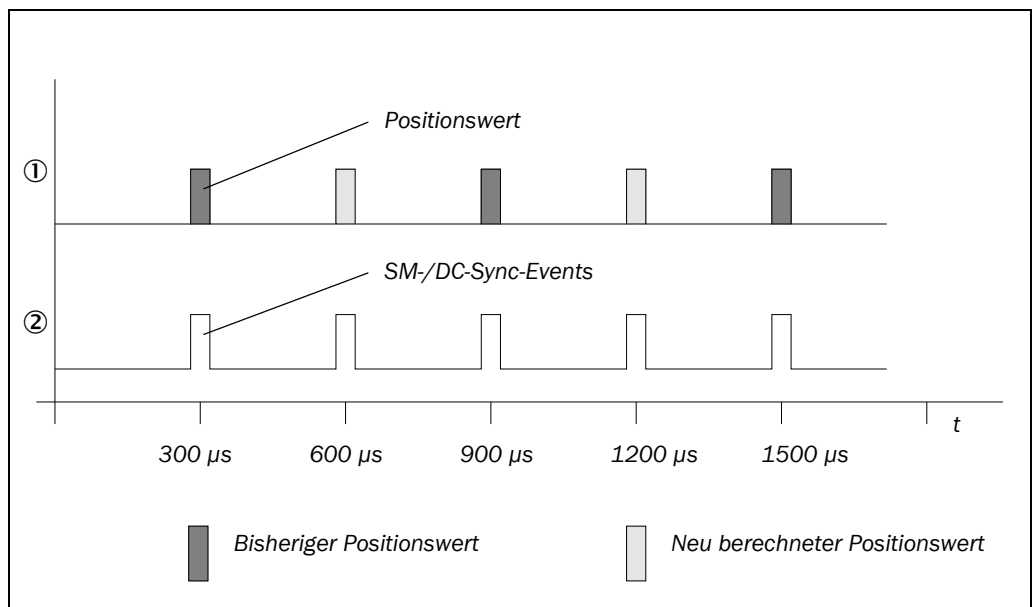 Positionswert
①
SM-/DC-Sync-Events
②
t
300 µs 600 µs 900 µs 1200 µs 1500 µs
Bisheriger Positionswert Neu berechneter Positionswert